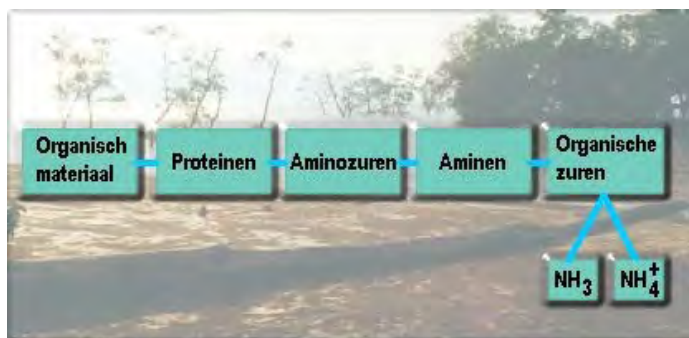 Organisch
materiaal
Proteinen
Aminozuren
Aminen
Organische
zuren
NH₃
NH₄⁺